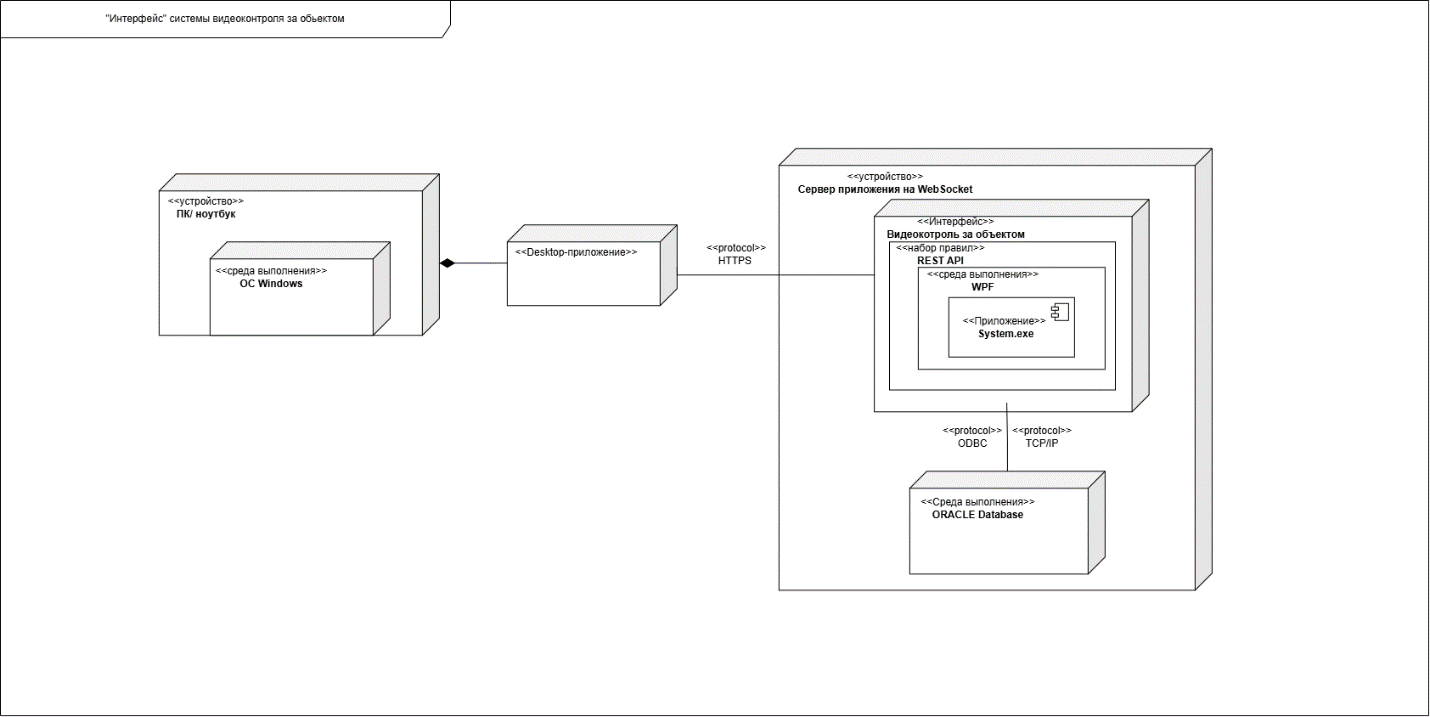 "Интерфейс" системы видеоконтроля за обьектом
<<устройство>>
ПК/ ноутбук
<<среда выполнения>>
ОС Windows
<<Desktop-приложение>>
<<protocol>>
HTTPS
<<устройство>>
Сервер приложения на WebSocket
<<Интерфейс>>
Видеокотроль за объектом
<<набор правил>>
REST API
<<среда выполнения>>
WPF
<<Приложение>>
System.exe
<<protocol>>
ODBC
<<protocol>>
TCP/IP
<<Среда выполнения>>
ORACLE Database